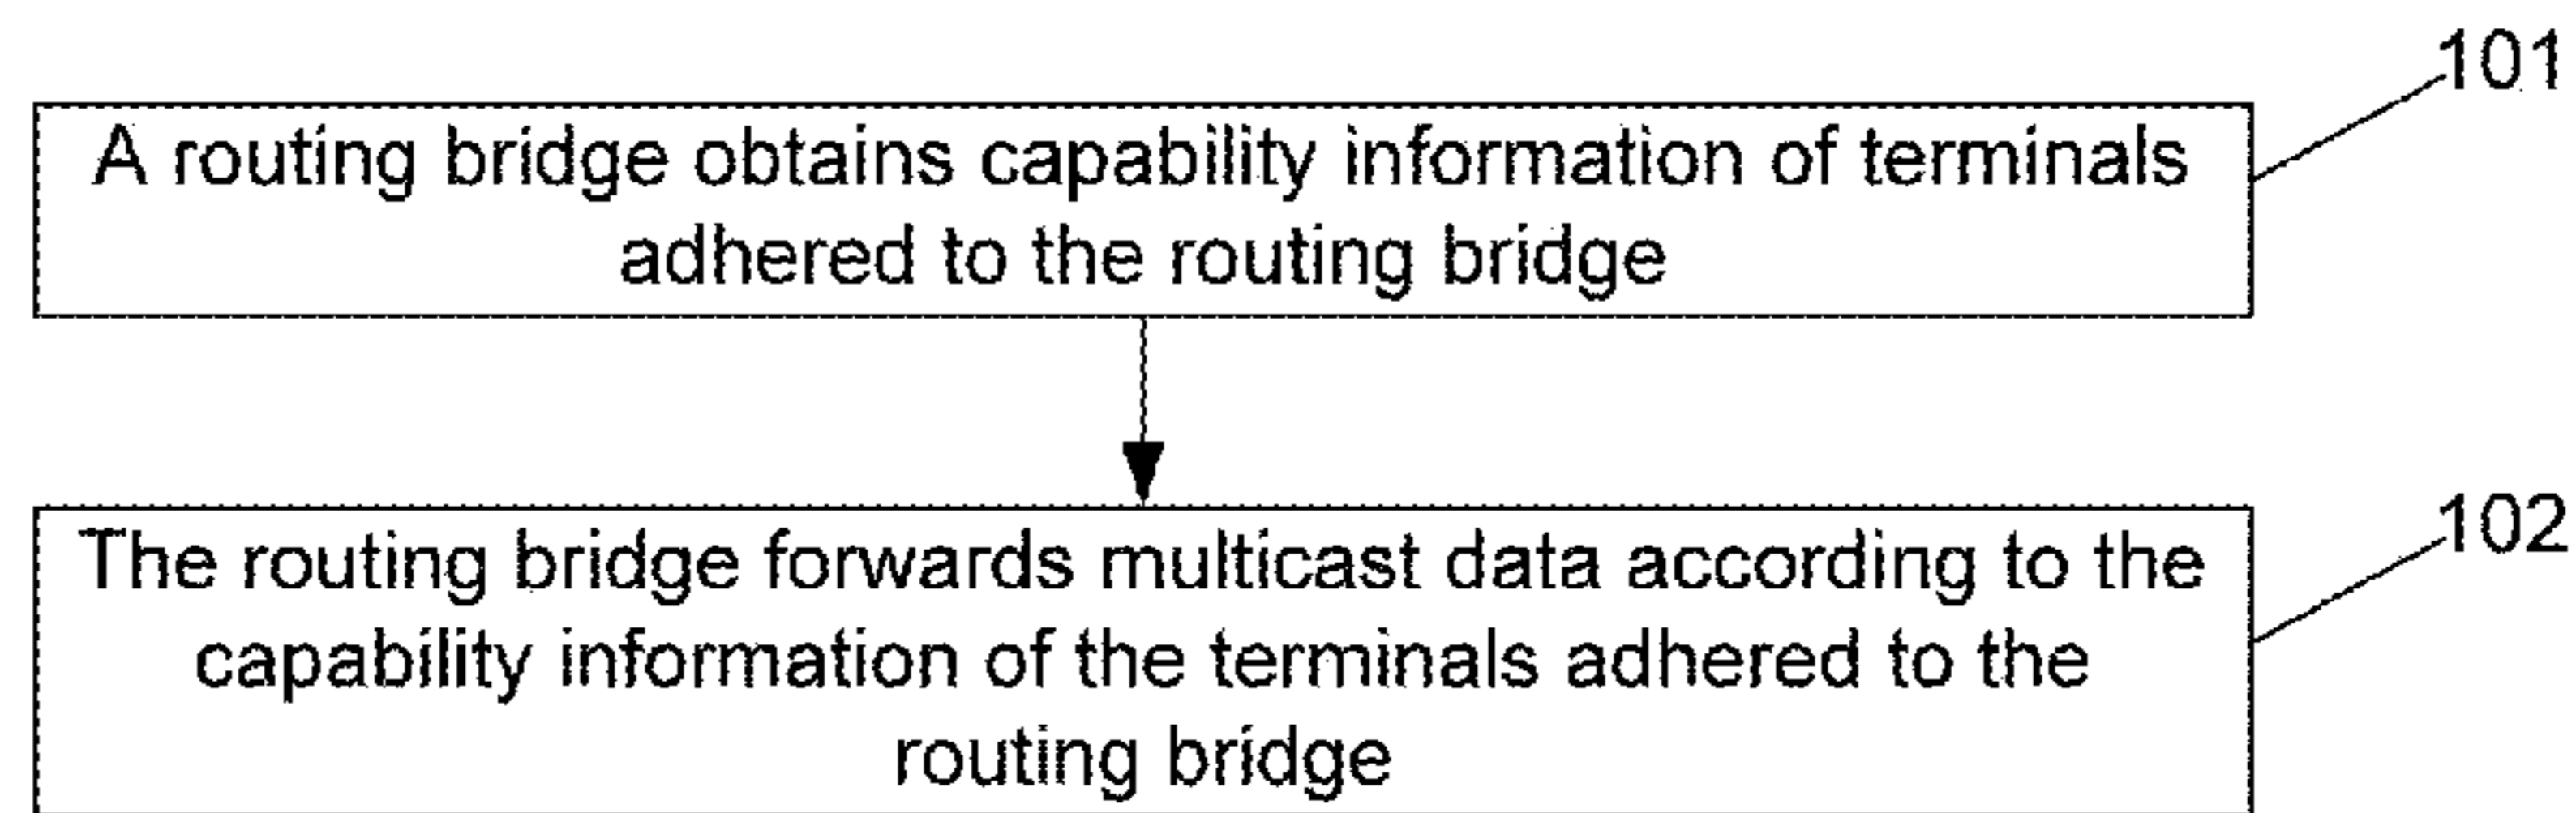 101
A routing bridge obtains capability information of terminals
adhered to the routing bridge
102
The routing bridge forwards multicast data according to the
capability information of the terminals adhered to the
routing bridge